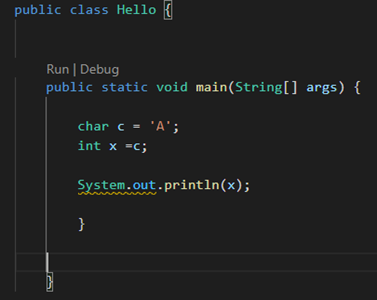 public class Hello {
Run | Debug
public static void main(String[] args) {
char c = 'A';
int x =c;
System.out.println(x);
}
}